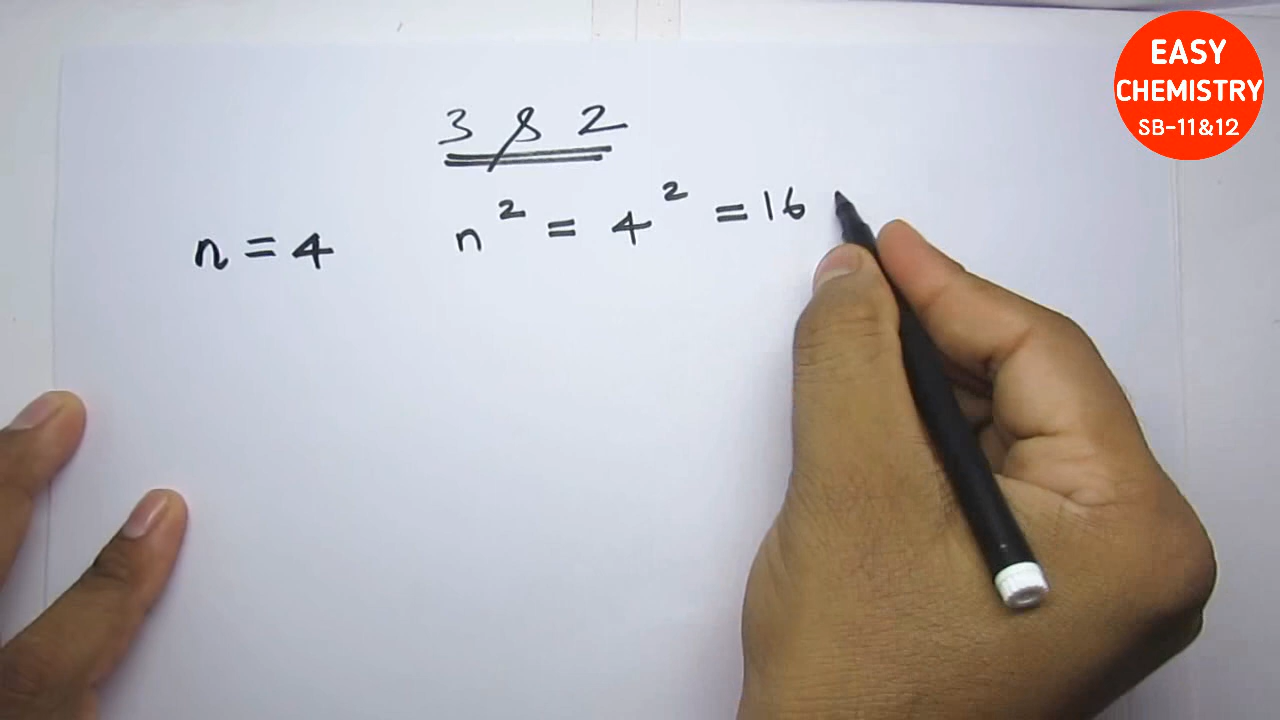 EASY
CHEMISTRY
SB-11&12
3 8 2
n = 4
n² = 4² = 16